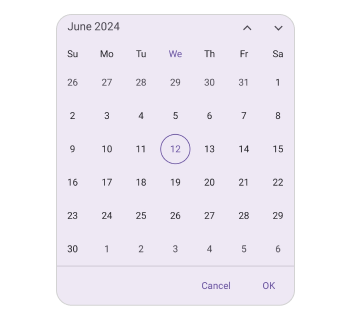 June 2024
Su Mo Tu We Th Fr Sa
26 27 28 29 30 31 1
2 3 4 5 6 7 8
9 10 11 12 13 14 15
16 17 18 19 20 21 22
23 24 25 26 27 28 29
30 1 2 3 4 5 6
Cancel OK